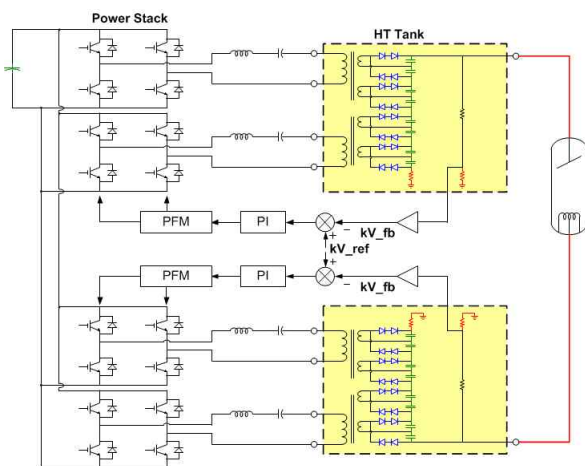 Power Stack
HT Tank
PFM
PI
+
−
kV_fb
kV_ref
PFM
PI
+
−
kV_fb